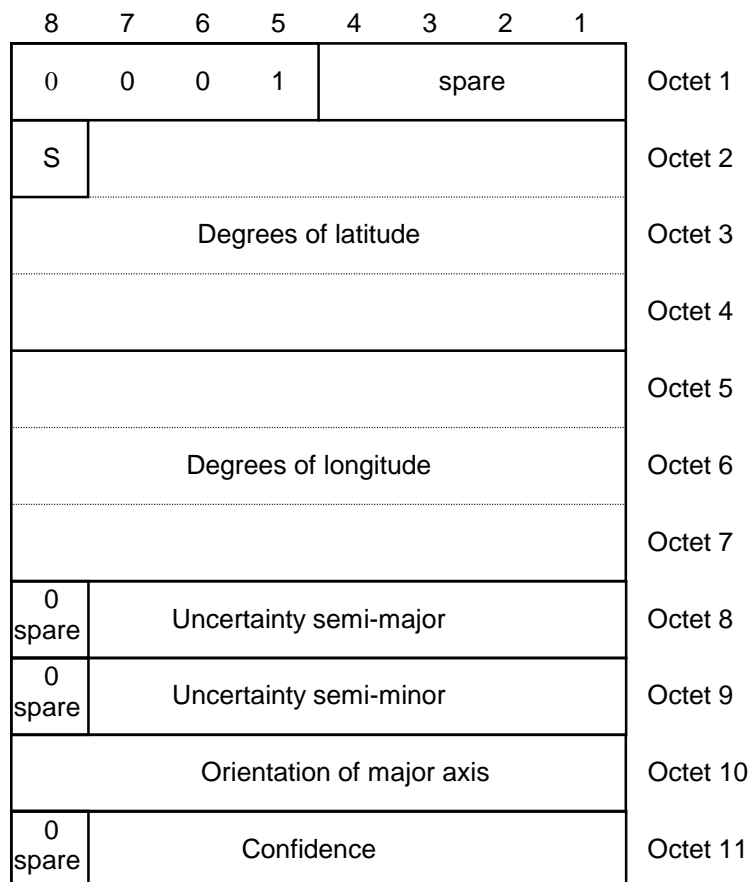 8 7 6 5 4 3 2 1
0 0 0 1 spare Octet 1
S Octet 2
Degrees of latitude Octet 3
Octet 4
Octet 5
Degrees of longitude Octet 6
Octet 7
0
spare Uncertainty semi-major Octet 8
0
spare Uncertainty semi-minor Octet 9
Orientation of major axis Octet 10
0
spare Confidence Octet 11